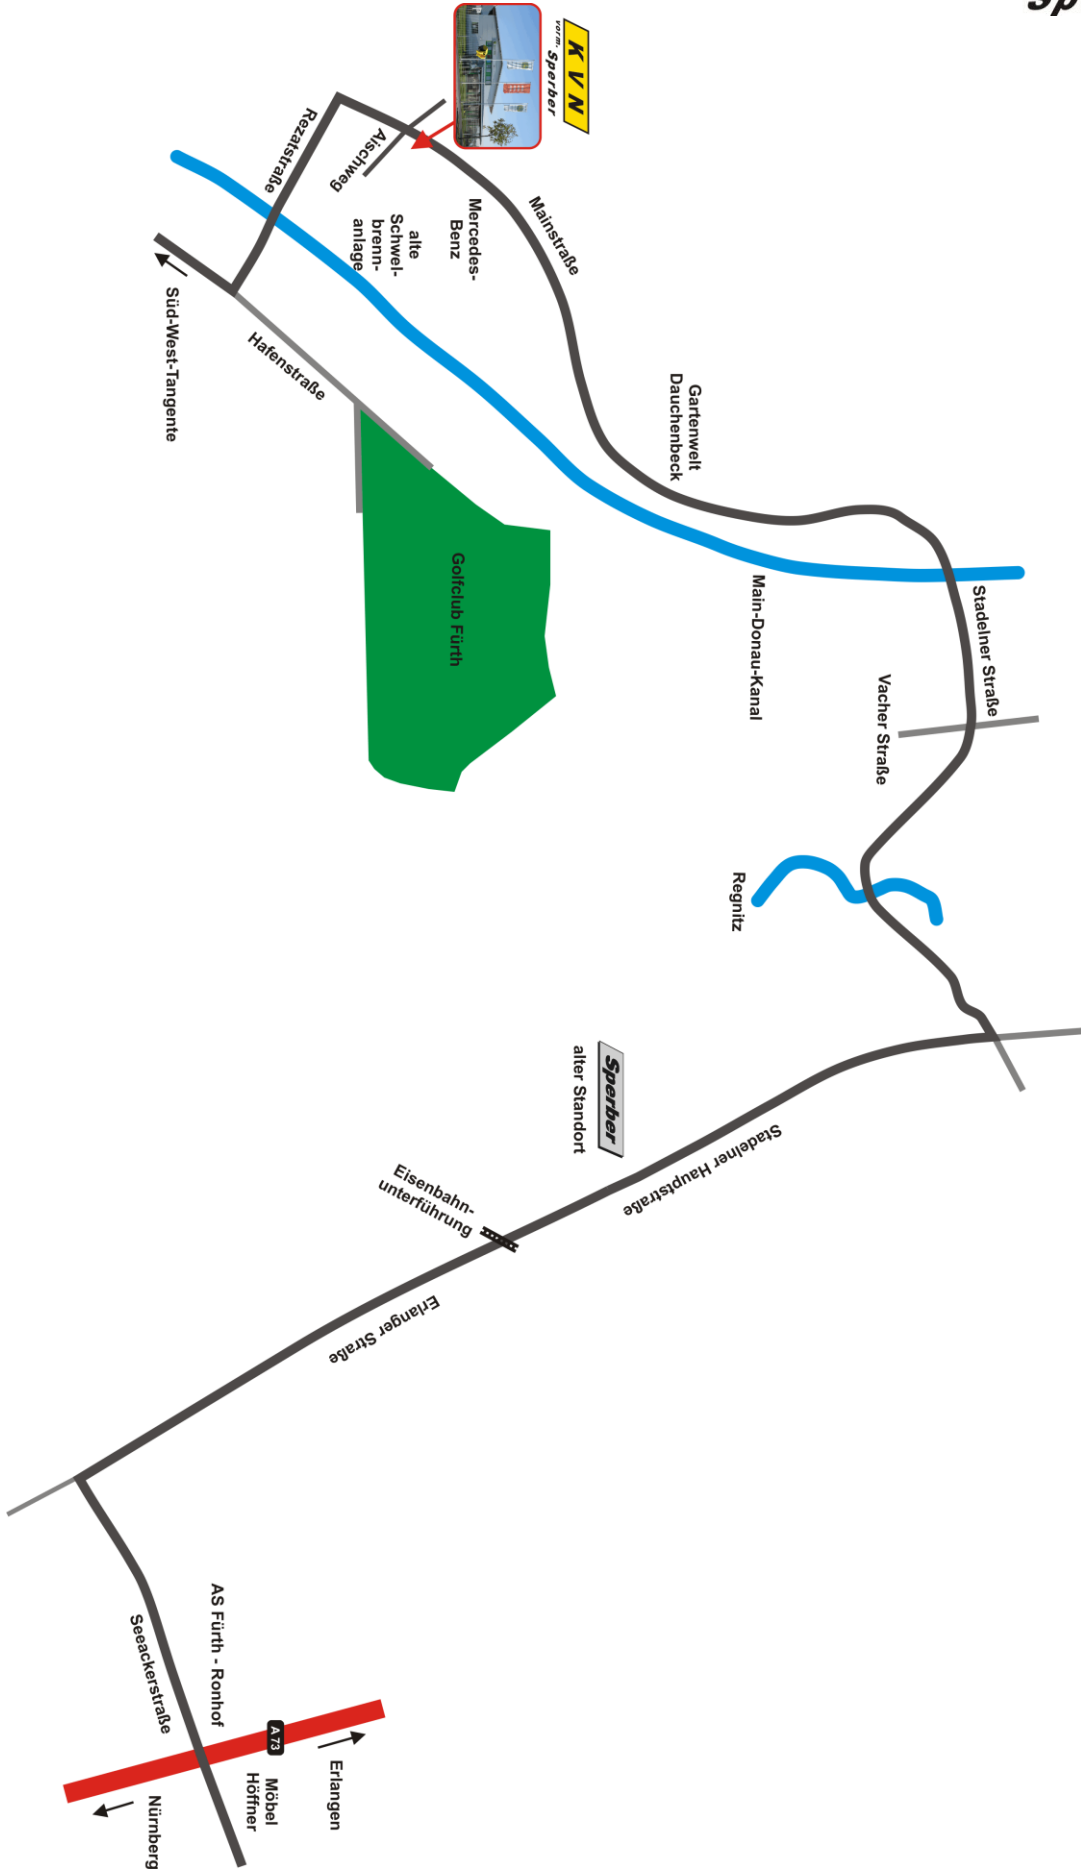 Stadelner Straße
Vacher Straße
Main-Donau-Kanal
Regnitz
Gartenwelt
Dauchenbeck
Stadelner Hauptstraße
Sperber
alter Standort
KVN
vorm. Sperber
Mainstraße
Mercedes-
Benz
alte
Schwel-
brenn-
anlage
Aischweg
Golfclub Fürth
Eisenbahn-
unterführung
Erlanger Straße
Erlangen
A 73
Möbel
Höffner
Rezatstraße
Hafenstraße
AS Fürth - Ronhof
Süd-West-Tangente
Seeackerstraße
Nürnberg